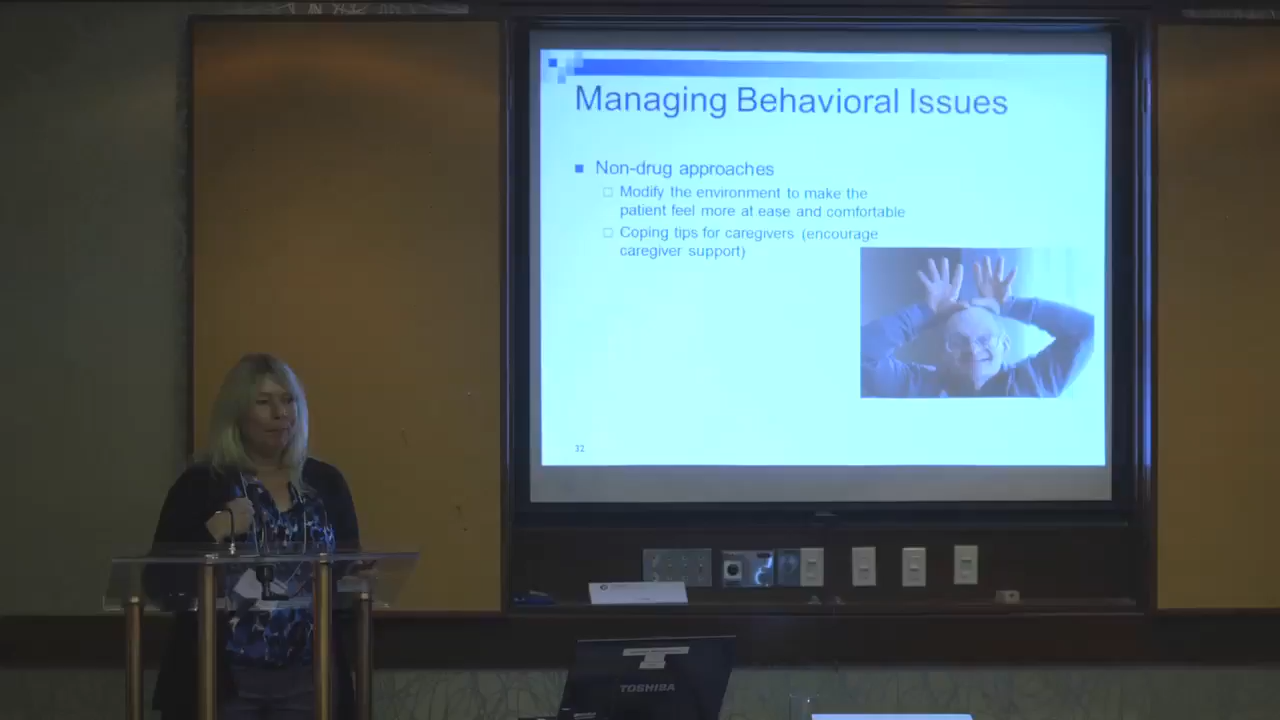 Managing Behavioral Issues
Non-drug approaches
Modify the environment to make the
patient feel more at ease and comfortable
Coping tips for caregivers (encourage
caregiver support)
32
TOSHIBA